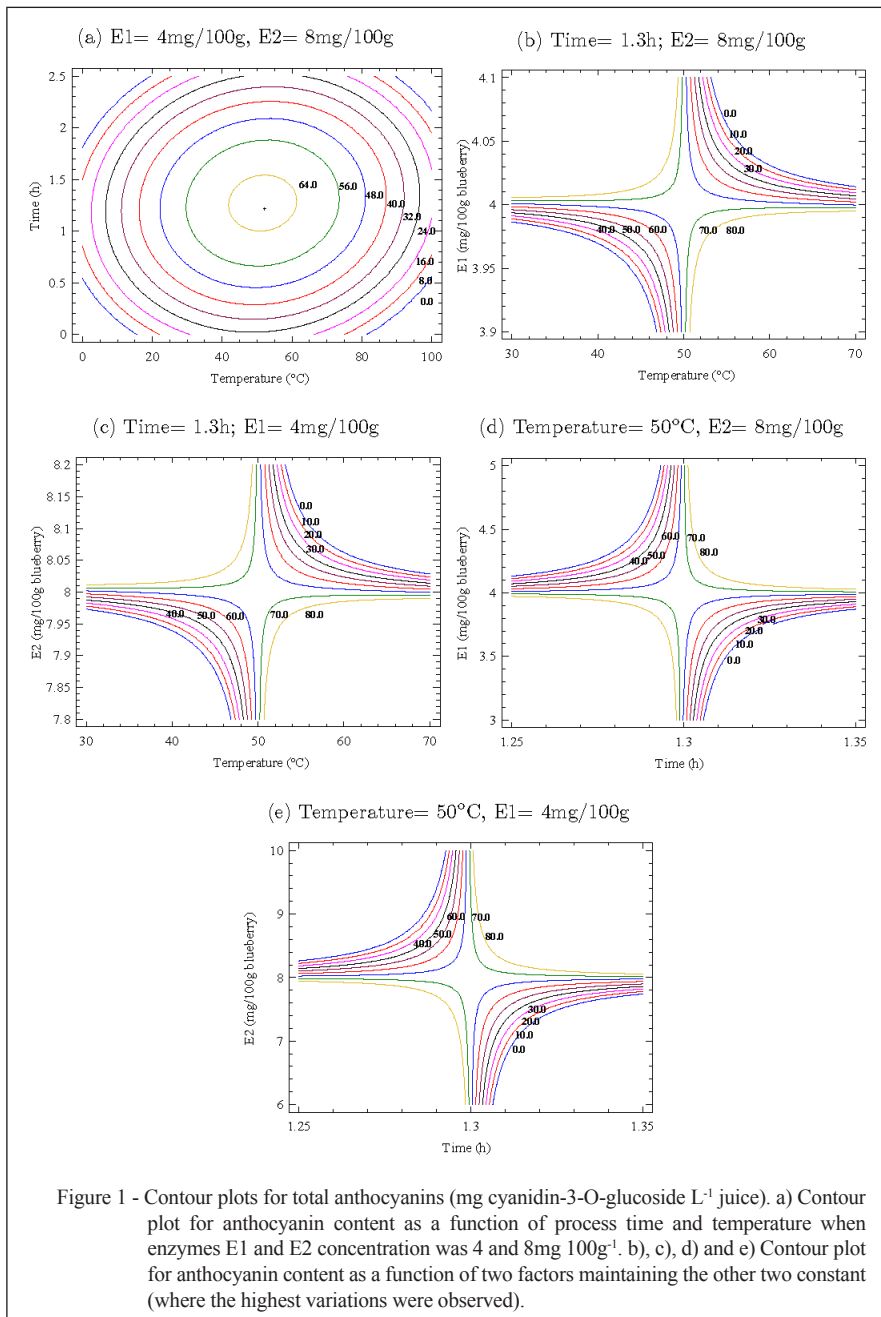 (a) E1= 4mg/100g, E2= 8mg/100g
2.5
2
1.5
1
0.5
0
Time (h)
64.0
56.0
48.0
40.0
32.0
24.0
16.0
8.0
0.0
0 20 40 60 80 100
Temperature (°C)
(b) Time= 1.3h; E2= 8mg/100g
4.1
4.05
4
3.95
3.9
E1 (mg/100g blueberry)
0.0
10.0
20.0
30.0
40.0 50.0 60.0 70.0 80.0
30 40 50 60 70
Temperature (°C)
(c) Time= 1.3h; E1= 4mg/100g
8.2
8.15
8.1
8.05
8
7.95
7.9
7.85
7.8
E2 (mg/100g blueberry)
0.0
10.0
20.0
30.0
40.0 50.0 60.0 70.0 80.0
30 40 50 60 70
Temperature (°C)
(d) Temperature= 50°C, E2= 8mg/100g
5
4.5
4
3.5
3
E1 (mg/100g blueberry)
60.0 70.0
50.0 80.0
40.0
30.0
20.0
10.0
0.0
1.25 1.3 1.35
Time (h)
(e) Temperature= 50°C, E1= 4mg/100g
10
9
8
7
6
E2 (mg/100g blueberry)
60.0 70.0
50.0 80.0
40.0
30.0
20.0
10.0
0.0
1.25 1.3 1.35
Time (h)
Figure 1 - Contour plots for total anthocyanins (mg cyanidin-3-O-glucoside L-1 juice). a) Contour
plot for anthocyanin content as a function of process time and temperature when
enzymes E1 and E2 concentration was 4 and 8mg 100g-1. b), c), d) and e) Contour plot
for anthocyanin content as a function of two factors maintaining the other two constant
(where the highest variations were observed).